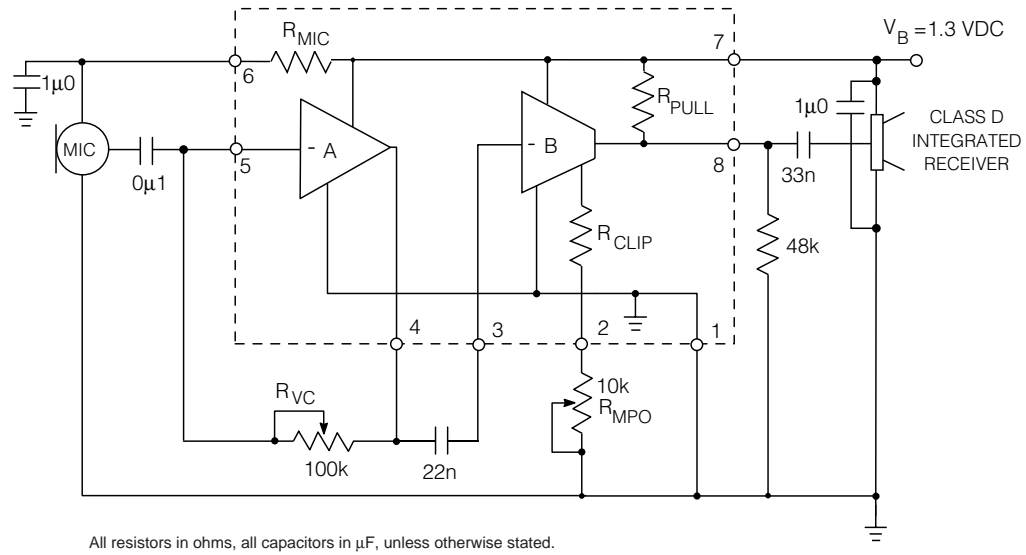 R_MIC
7
V_B =1.3 VDC
6
1µ0
R_PULL
1µ0
CLASS D
INTEGRATED
RECEIVER
MIC
- A
- B
5
8
0µ1
33n
R_CLIP
48k
4
3
2
1
R_VC
10k
R_MPO
100k
22n
All resistors in ohms, all capacitors in µF, unless otherwise stated.